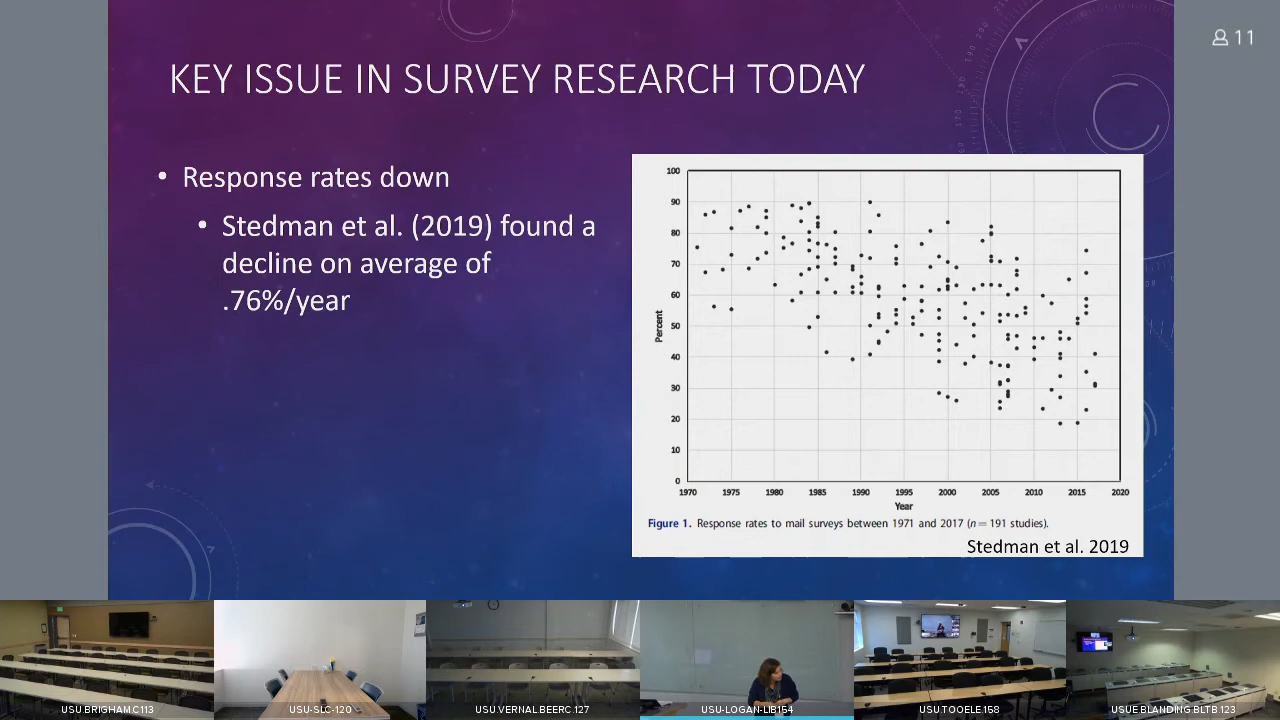 KEY ISSUE IN SURVEY RESEARCH TODAY
11
• Response rates down
• Stedman et al. (2019) found a
decline on average of
.76%/year
100
90
80
70
60
50
40
30
20
10
0
Percent
1970 1975 1980 1985 1990 1995 2000 2005 2010 2015 2020
Year
Figure 1. Response rates to mail surveys between 1971 and 2017 (n = 191 studies).
Stedman et al. 2019
USU BRIGHAM C113
USU-SLC-120
USU VERNAL BEERC 127
USU-LOGAN-LIB154
USU TOOELE 158
USUE BLANDING BLTB 123